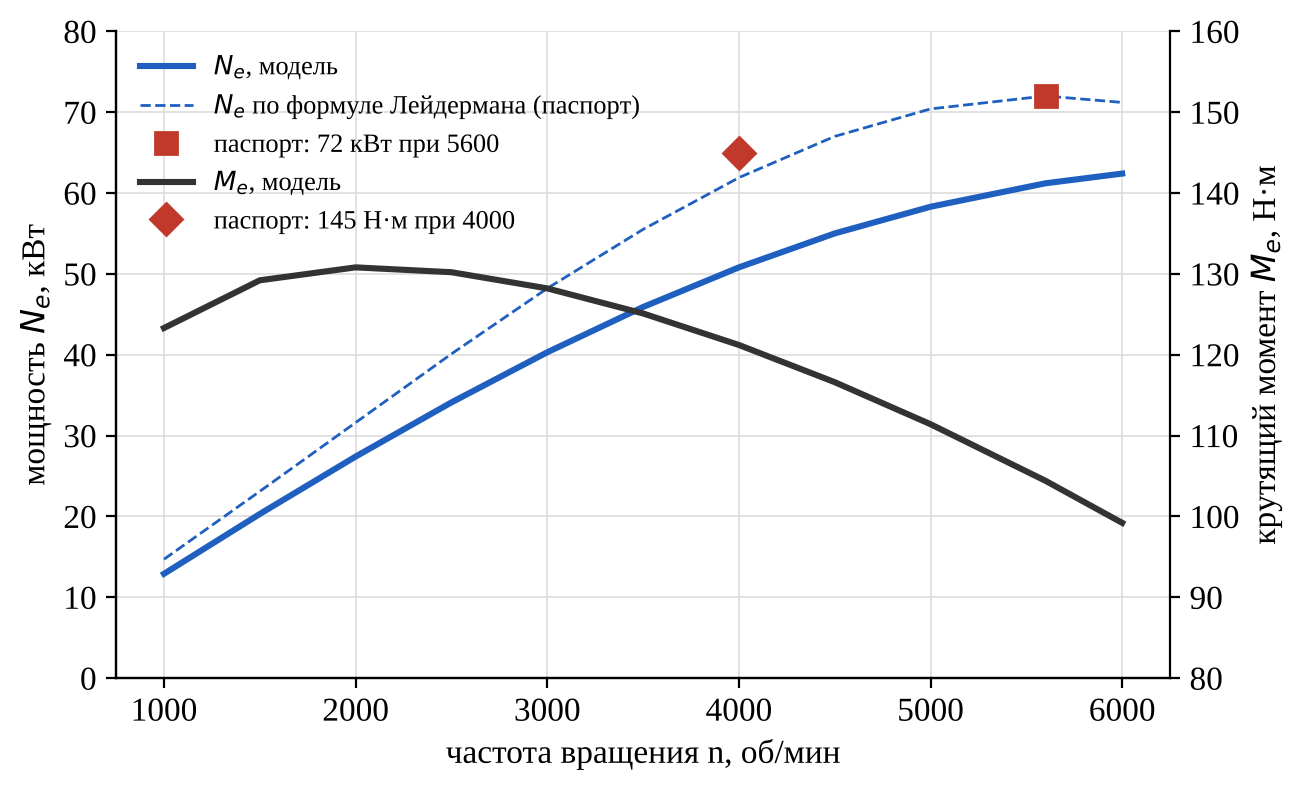 80
70
60
50
40
30
20
10
0
мощность Nₑ, кВт
Nₑ, модель
Nₑ по формуле Лейдермана (паспорт)
паспорт: 72 кВт при 5600
Mₑ, модель
паспорт: 145 Н·м при 4000
160
150
140
130
120
110
100
90
80
крутящий момент Mₑ, Н·м
1000 2000 3000 4000 5000 6000
частота вращения n, об/мин